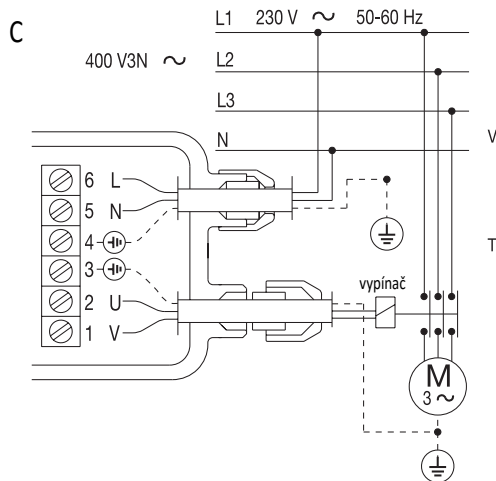 C
L1 230 V ~ 50-60 Hz
400 V3N ~
L2
L3
N
V
T
6 L
5 N
4
3
2 U
1 V
vypínač
M
3 ~